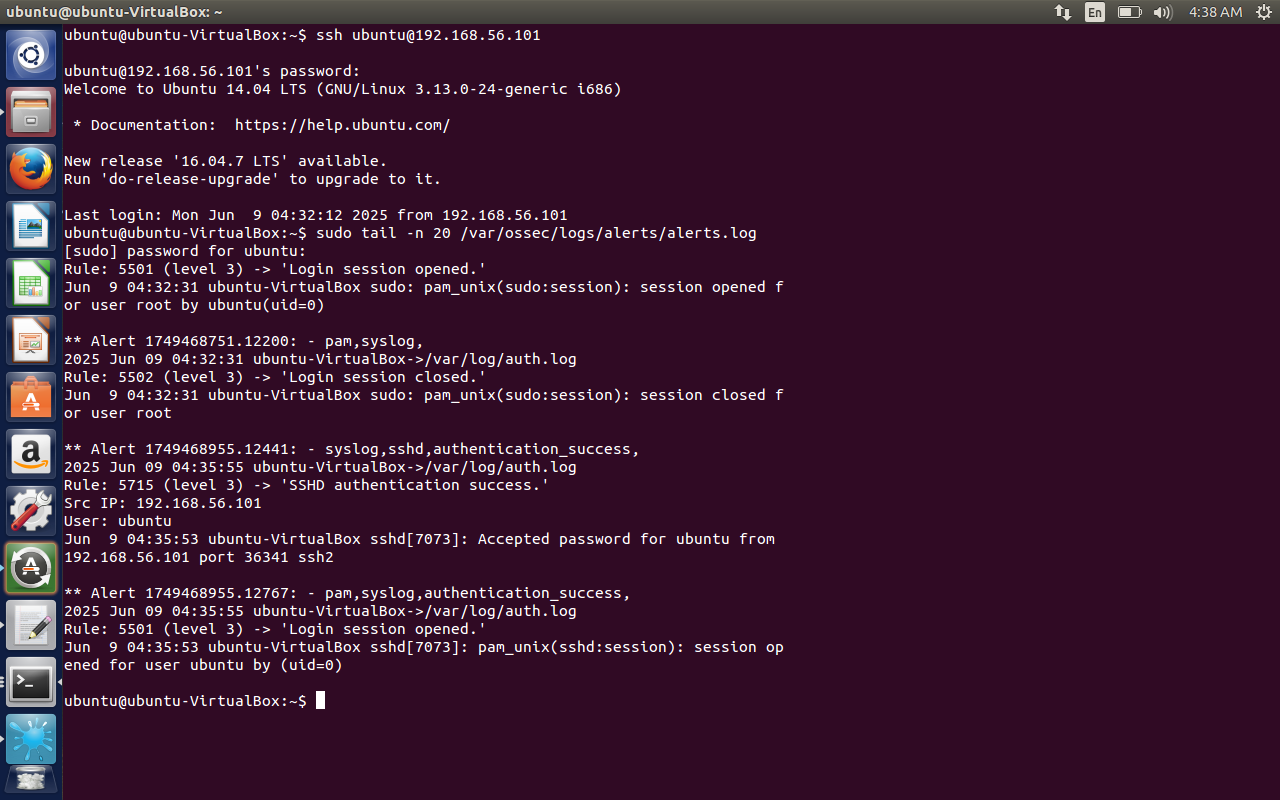 ubuntu@ubuntu-VirtualBox: ~
En
4:38 AM
ubuntu@ubuntu-VirtualBox:~$ ssh ubuntu@192.168.56.101
ubuntu@192.168.56.101's password:
Welcome to Ubuntu 14.04 LTS (GNU/Linux 3.13.0-24-generic i686)
* Documentation:  https://help.ubuntu.com/
New release '16.04.7 LTS' available.
Run 'do-release-upgrade' to upgrade to it.
Last login: Mon Jun  9 04:32:12 2025 from 192.168.56.101
ubuntu@ubuntu-VirtualBox:~$ sudo tail -n 20 /var/ossec/logs/alerts/alerts.log
[sudo] password for ubuntu:
Rule: 5501 (level 3) -> 'Login session opened.'
Jun  9 04:32:31 ubuntu-VirtualBox sudo: pam_unix(sudo:session): session opened f
or user root by ubuntu(uid=0)
** Alert 1749468751.12200: - pam,syslog,
2025 Jun 09 04:32:31 ubuntu-VirtualBox->/var/log/auth.log
Rule: 5502 (level 3) -> 'Login session closed.'
Jun  9 04:32:31 ubuntu-VirtualBox sudo: pam_unix(sudo:session): session closed f
or user root
** Alert 1749468955.12441: - syslog,sshd,authentication_success,
2025 Jun 09 04:35:55 ubuntu-VirtualBox->/var/log/auth.log
Rule: 5715 (level 3) -> 'SSHD authentication success.'
Src IP: 192.168.56.101
User: ubuntu
Jun  9 04:35:53 ubuntu-VirtualBox sshd[7073]: Accepted password for ubuntu from
192.168.56.101 port 36341 ssh2
** Alert 1749468955.12767: - pam,syslog,authentication_success,
2025 Jun 09 04:35:55 ubuntu-VirtualBox->/var/log/auth.log
Rule: 5501 (level 3) -> 'Login session opened.'
Jun  9 04:35:53 ubuntu-VirtualBox sshd[7073]: pam_unix(sshd:session): session op
ened for user ubuntu by (uid=0)
ubuntu@ubuntu-VirtualBox:~$